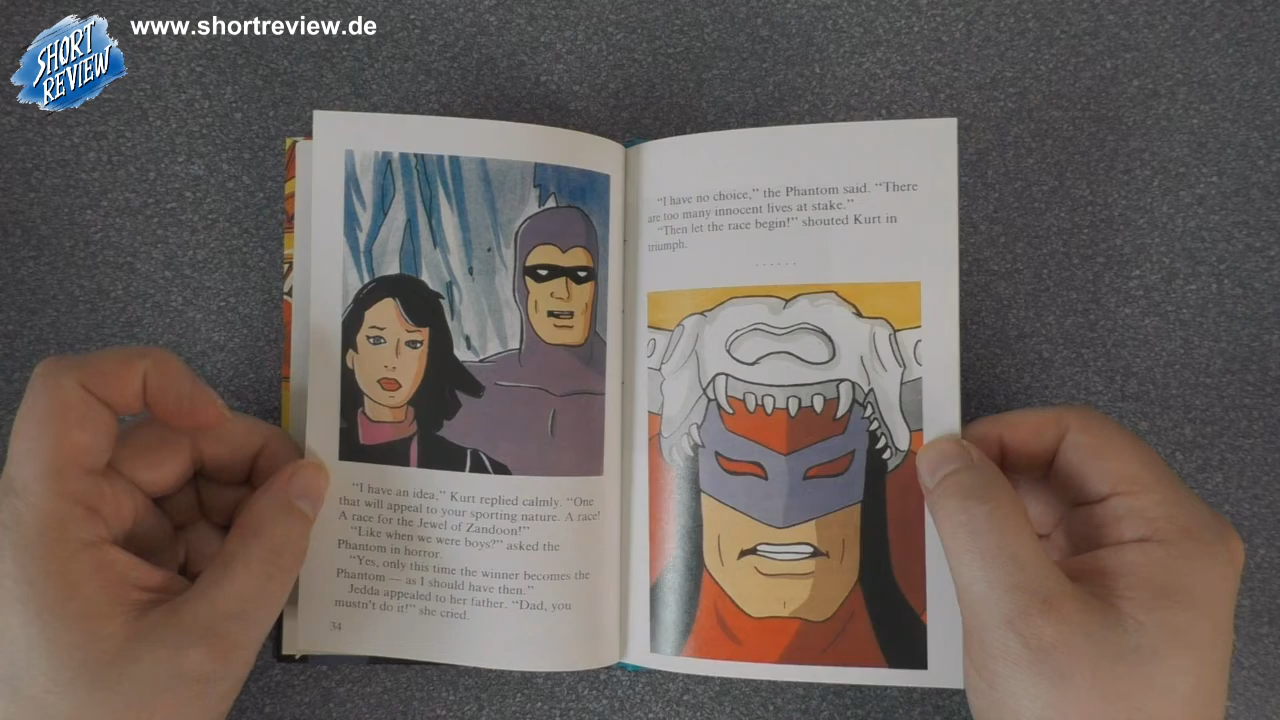 SHORT
REVIEW
www.shortreview.de
“I have an idea,” Kurt replied calmly. “One
that will appeal to your sporting nature. A race!
A race for the Jewel of Zandoon!”
“Like when we were boys?” asked the
Phantom in horror.
“Yes, only this time the winner becomes the
Phantom — as I should have then.”
Jedda appealed to her father. “Dad, you
mustn’t do it!” she cried.
34
“I have no choice,” the Phantom said. “There
are too many innocent lives at stake.”
“Then let the race begin!” shouted Kurt in
triumph.
. . . . . .